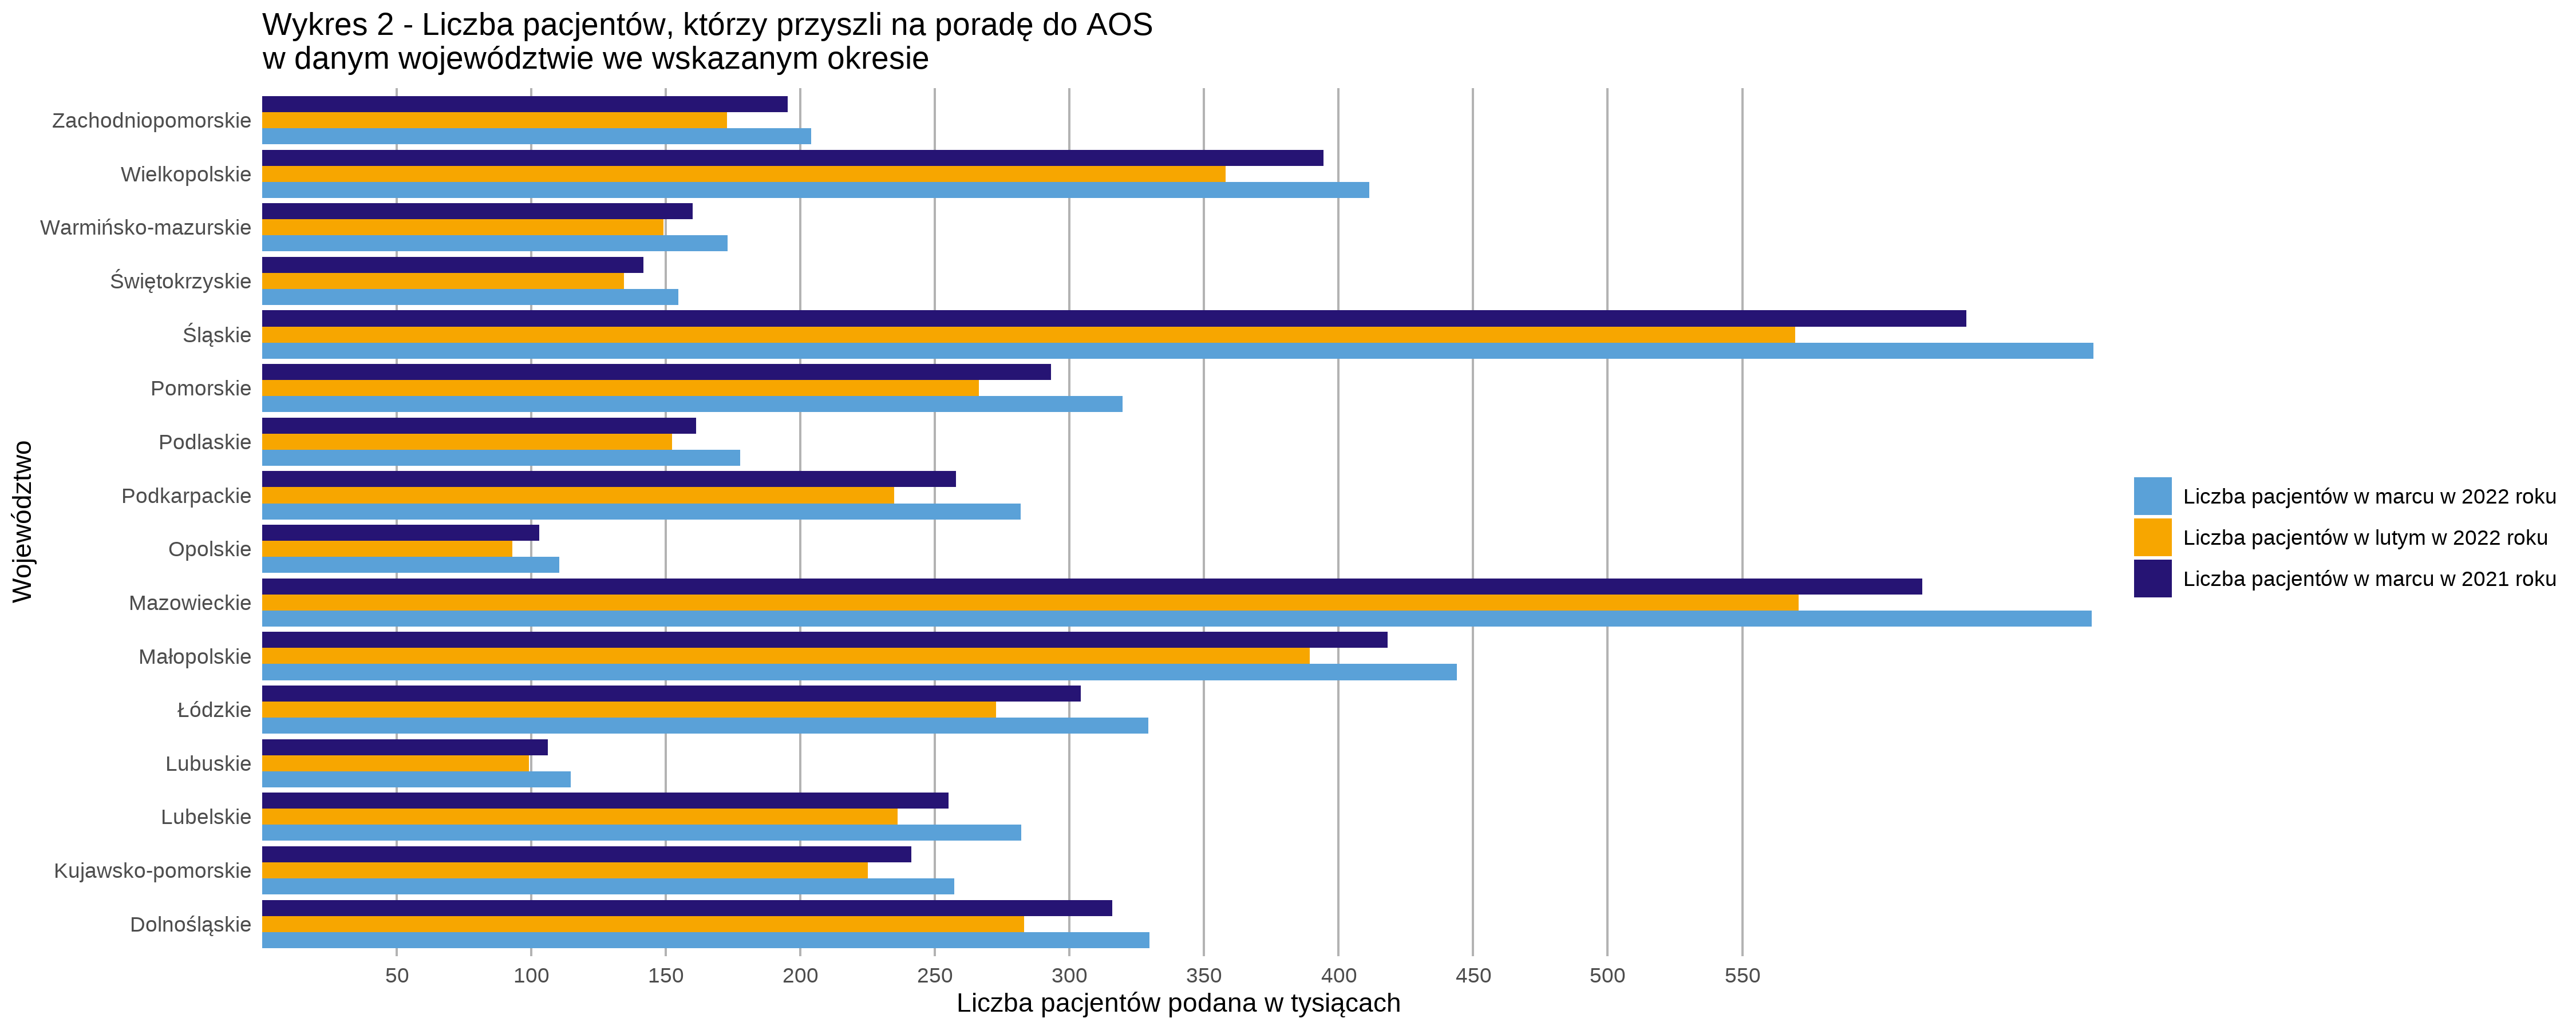 Wykres 2 - Liczba pacjentów, którzy przyszli na poradę do AOS
w danym województwie we wskazanym okresie
Województwo
Zachodniopomorskie
Wielkopolskie
Warmińsko-mazurskie
Świętokrzyskie
Śląskie
Pomorskie
Podlaskie
Podkarpackie
Opolskie
Mazowieckie
Małopolskie
Łódzkie
Lubuskie
Lubelskie
Kujawsko-pomorskie
Dolnośląskie
50 100 150 200 250 300 350 400 450 500 550
Liczba pacjentów podana w tysiącach
Liczba pacjentów w marcu w 2022 roku
Liczba pacjentów w lutym w 2022 roku
Liczba pacjentów w marcu w 2021 roku